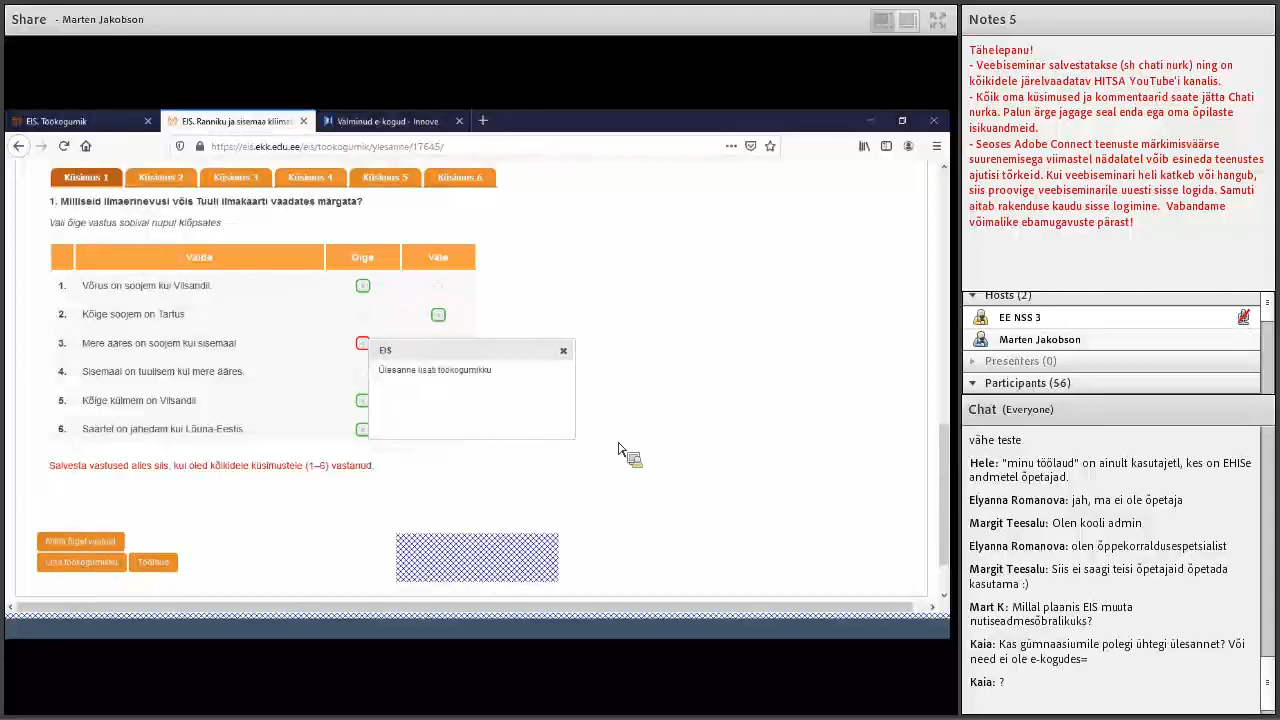 Share - Marten Jakobson
EIS. Töökogumik
EIS. Ranniku ja sisemaa kliima
Valminud e-kogud - Innove
https://eis.ekk.edu.ee/eis/tookogumik/ylesanne/17645/
Küsimus 1
Küsimus 2
Küsimus 3
Küsimus 4
Küsimus 5
Küsimus 6
1. Milliseid ilmaerinevusi võis Tuuli ilmakaarti vaadates märgata?
Vali õige vastus sobival nupul klõpsates
Väide
Õige
Vale
1. Võrus on soojem kui Vilsandil.
2. Kõige soojem on Tartus
3. Mere ääres on soojem kui sisemaal
4. Sisemaal on tuulisem kui mere ääres.
5. Kõige külmem on Vilsandil
6. Saartel on jahedam kui Lõuna-Eestis
EIS
Ülesanne lisati töökogumikku
Salvesta vastused alles siis, kui oled kõikidele küsimustele (1–6) vastanud.
Näita õiged vastust
Lisa töökogumikku
Töölaud
Notes 5
Tähelepanu!
- Veebiseminar salvestatakse (sh chati nurk) ning on
kõikidele järelvaadatav HITSA YouTube'i kanalis.
- Kõik oma küsimused ja kommentaarid saate jätta Chati
nurka. Palun ärge jagage seal enda ega oma õpilaste
isikuandmeid.
- Seoses Adobe Connect teenuste märkimisväärse
suurenemisega viimastel nädalatel võib esineda teenustes
ajutisi tõrkeid. Kui veebiseminari heli katkeb või hangub,
siis proovige veebiseminarile uuesti sisse logida. Samuti
aitab rakenduse kaudu sisse logimine. Vabandame
võimalike ebamugavuste pärast!
Hosts (2)
EE NSS 3
Marten Jakobson
Presenters (0)
Participants (56)
Chat (Everyone)
vähe teste
Hele: "minu töölaud" on ainult kasutajetl, kes on EHISe
andmetel õpetajad.
Elyanna Romanova: jah, ma ei ole õpetaja
Margit Teesalu: Olen kooli admin
Elyanna Romanova: olen õppekorraldusespetsialist
Margit Teesalu: Siis ei saagi teisi õpetajaid õpetada
kasutama :)
Mart K: Millal plaanis EIS muuta
nutiseadmesõbralikuks?
Kaia: Kas gümnaasiumile polegi ühtegi ülesannet? Või
need ei ole e-kogudes=
Kaia: ?